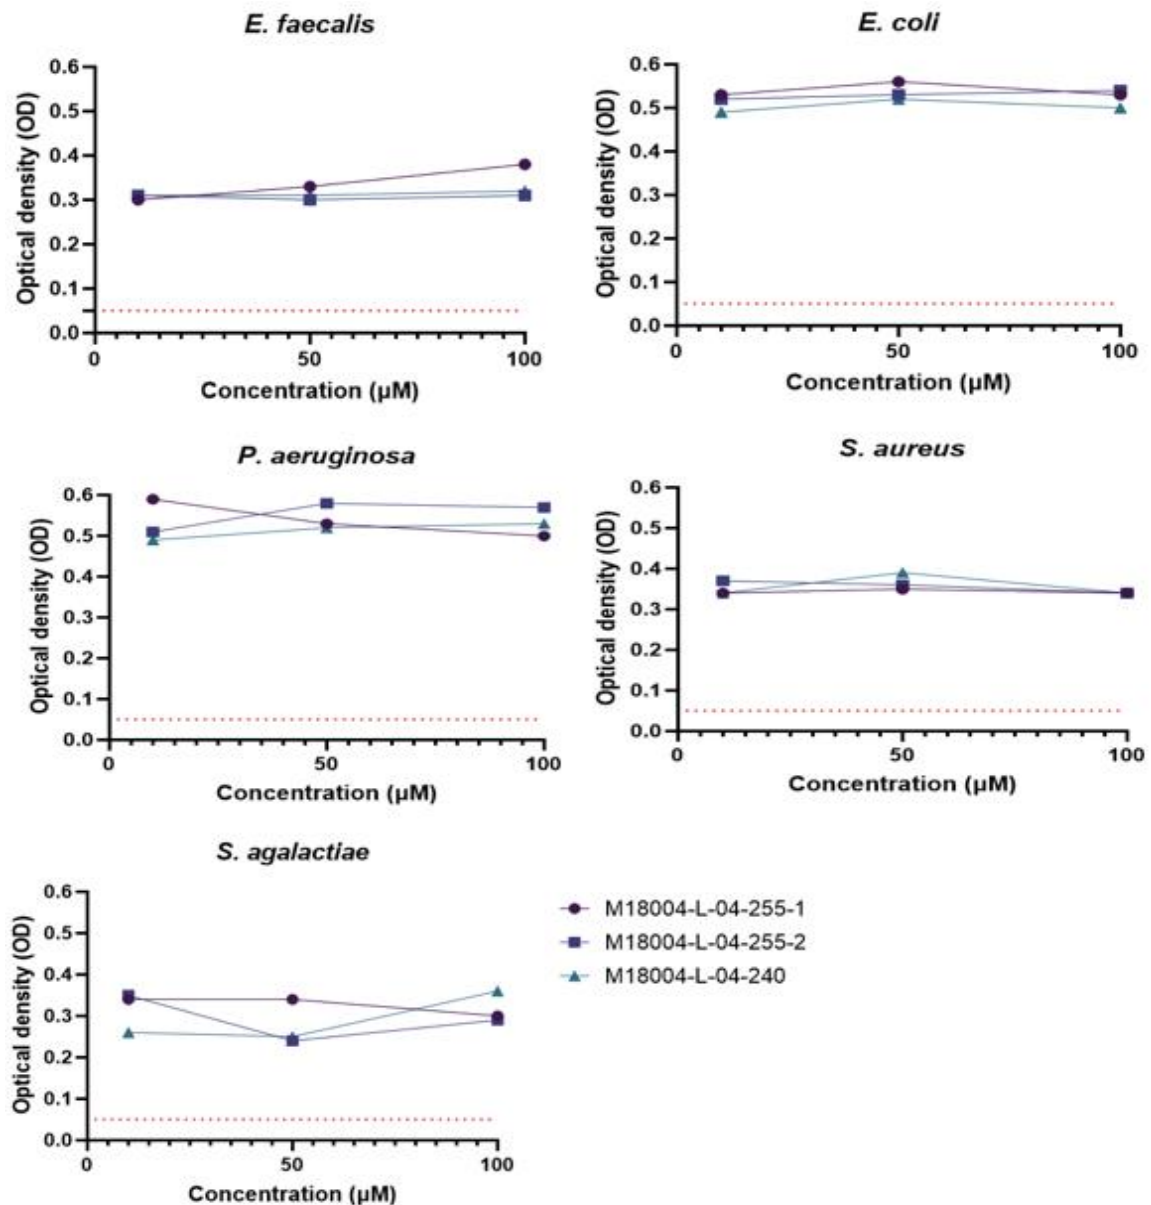 E. faecalis
0.6
0.5
0.4
0.3
0.2
0.1
0.0
0
50
100
Optical density (OD)
Concentration (µM)
E. coli
0.6
0.5
0.4
0.3
0.2
0.1
0.0
0
50
100
Optical density (OD)
Concentration (µM)
P. aeruginosa
0.6
0.5
0.4
0.3
0.2
0.1
0.0
0
50
100
Optical density (OD)
Concentration (µM)
S. aureus
0.6
0.5
0.4
0.3
0.2
0.1
0.0
0
50
100
Optical density (OD)
Concentration (µM)
S. agalactiae
0.6
0.5
0.4
0.3
0.2
0.1
0.0
0
50
100
Optical density (OD)
Concentration (µM)
M18004-L-04-255-1
M18004-L-04-255-2
M18004-L-04-240